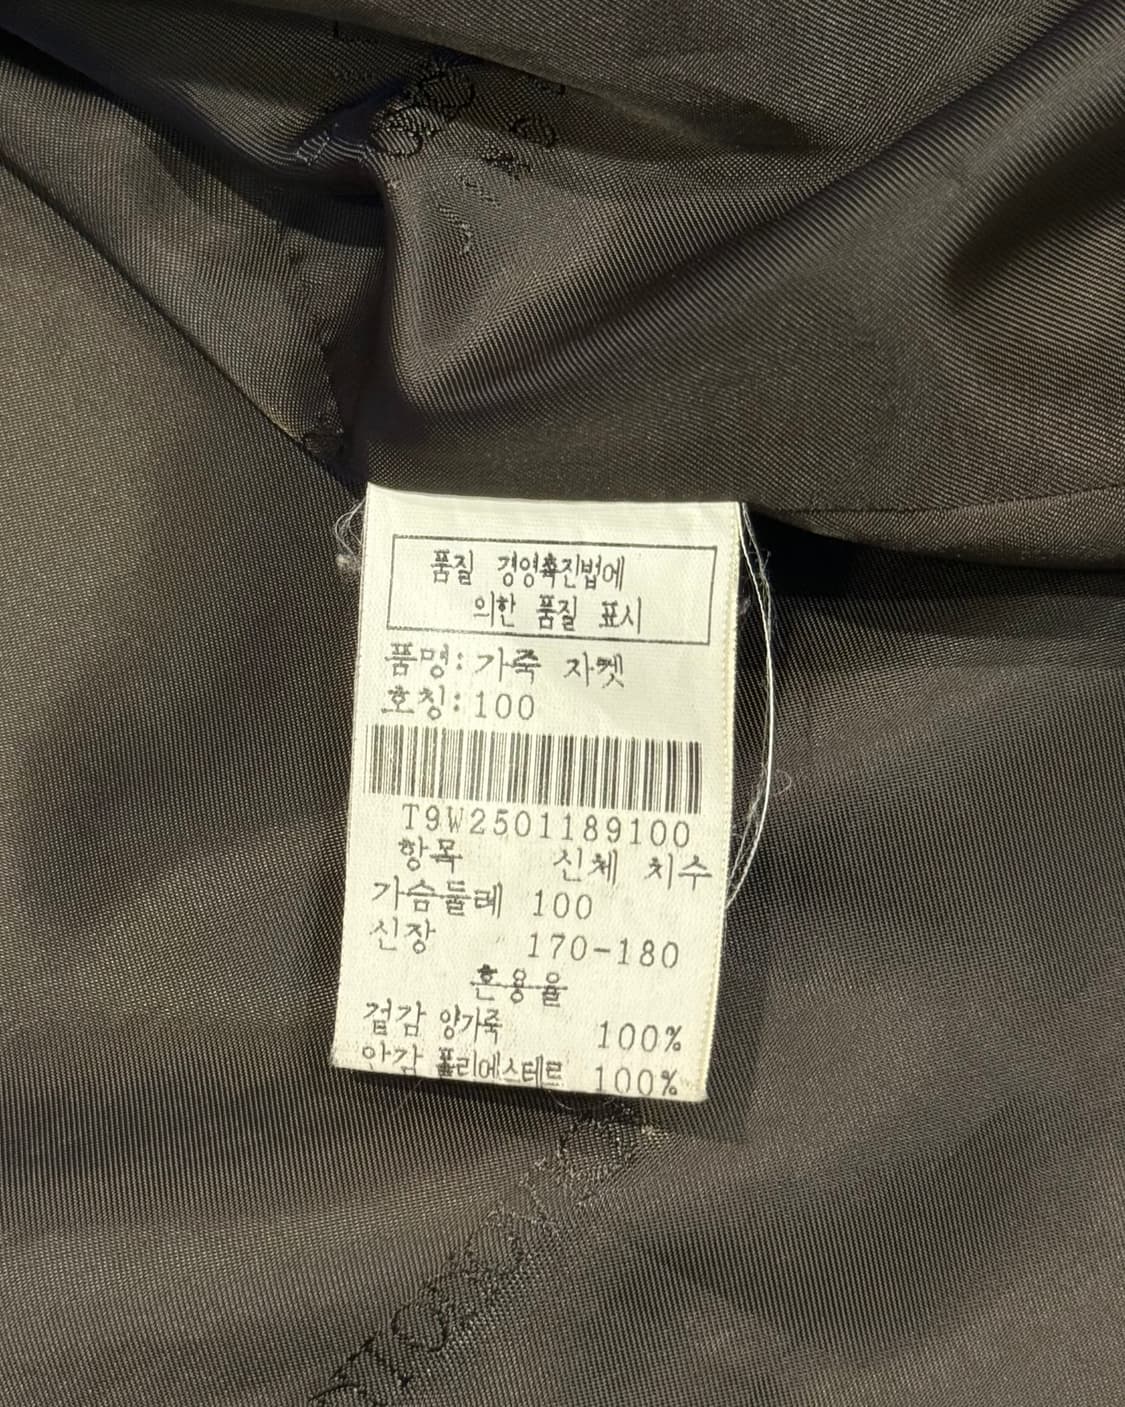 품질 경영촉진법에
의한 품질 표시
품명:가죽 자켓
호칭:100
T9W2501189100
항목 신체 치수
가슴둘레 100
신장 170-180
혼용율
겉감 양가죽 100%
안감 폴리에스테르 100%